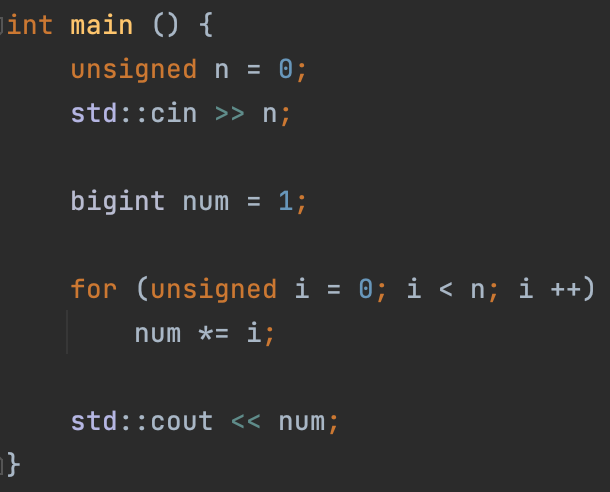 int main () {
    unsigned n = 0;
    std::cin >> n;

    bigint num = 1;

    for (unsigned i = 0; i < n; i ++)
        num *= i;

    std::cout << num;
}